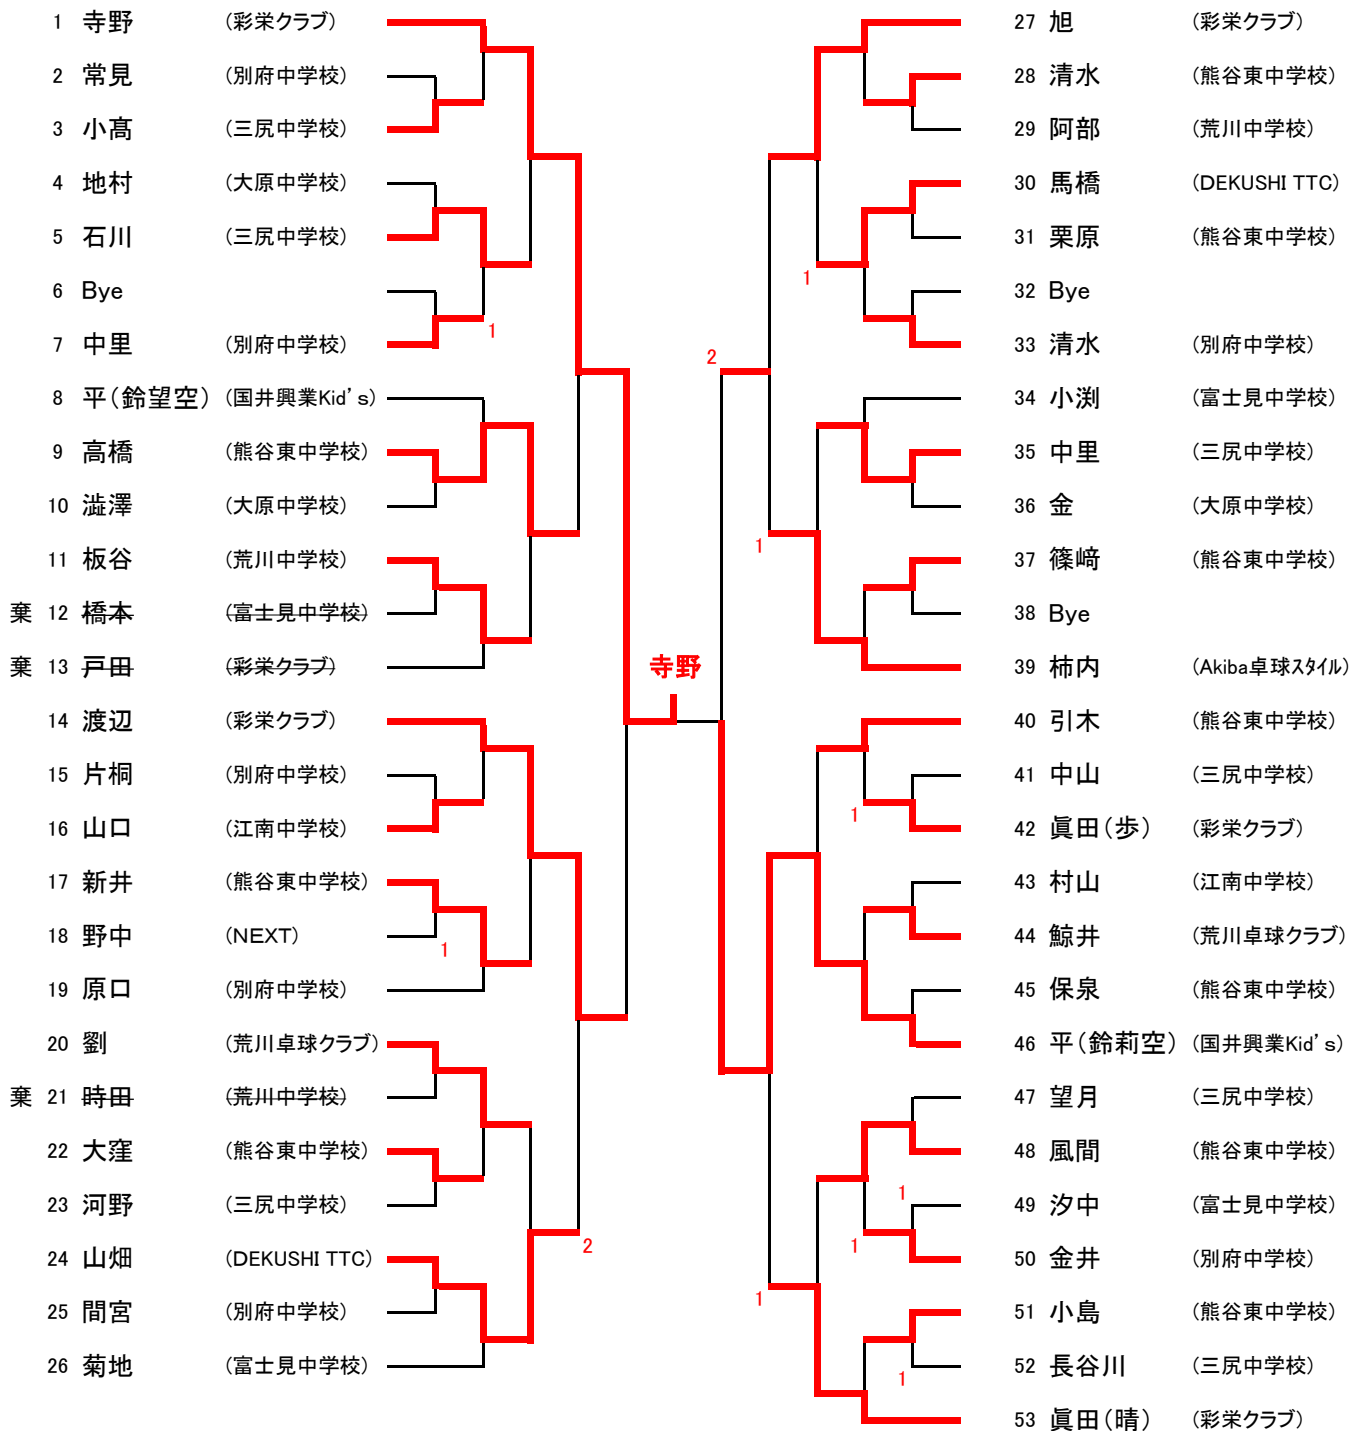 1 寺野 (彩栄クラブ)
2 常見 (別府中学校)
3 小髙 (三尻中学校)
4 地村 (大原中学校)
5 石川 (三尻中学校)
6 Bye
7 中里 (別府中学校)
1
8 平(鈴望空) (国井興業Kid's)
9 高橋 (熊谷東中学校)
10 澁澤 (大原中学校)
11 板谷 (荒川中学校)
棄 12 橋本 (富士見中学校)
棄 13 戸田 (彩栄クラブ)
14 渡辺 (彩栄クラブ)
15 片桐 (別府中学校)
16 山口 (江南中学校)
17 新井 (熊谷東中学校)
18 野中 (NEXT)
1
19 原口 (別府中学校)
20 劉 (荒川卓球クラブ)
棄 21 時田 (荒川中学校)
22 大窪 (熊谷東中学校)
23 河野 (三尻中学校)
2
24 山畑 (DEKUSHI TTC)
25 間宮 (別府中学校)
26 菊地 (富士見中学校)
寺野
27 旭 (彩栄クラブ)
28 清水 (熊谷東中学校)
29 阿部 (荒川中学校)
30 馬橋 (DEKUSHI TTC)
31 栗原 (熊谷東中学校)
1
32 Bye
33 清水 (別府中学校)
2
34 小渕 (富士見中学校)
35 中里 (三尻中学校)
36 金 (大原中学校)
1
37 篠﨑 (熊谷東中学校)
38 Bye
39 柿内 (Akiba卓球スタイル)
40 引木 (熊谷東中学校)
41 中山 (三尻中学校)
1
42 眞田(歩) (彩栄クラブ)
43 村山 (江南中学校)
44 鯨井 (荒川卓球クラブ)
45 保泉 (熊谷東中学校)
46 平(鈴莉空) (国井興業Kid's)
47 望月 (三尻中学校)
48 風間 (熊谷東中学校)
1
49 汐中 (富士見中学校)
1
50 金井 (別府中学校)
1
51 小島 (熊谷東中学校)
52 長谷川 (三尻中学校)
1
53 眞田(晴) (彩栄クラブ)